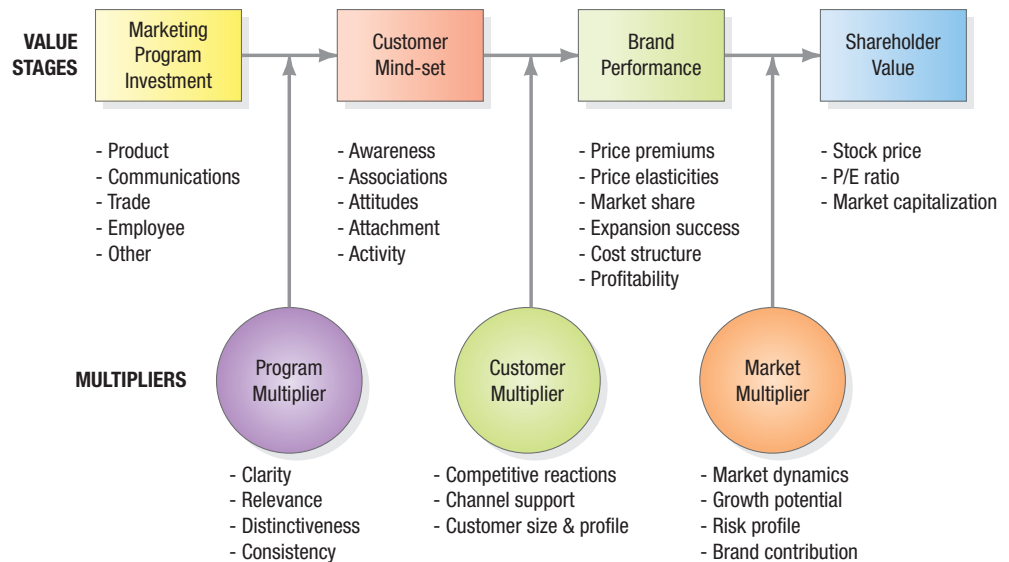 VALUE
STAGES
Marketing
Program
Investment
Customer
Mind-set
Brand
Performance
Shareholder
Value
- Product
- Communications
- Trade
- Employee
- Other
- Awareness
- Associations
- Attitudes
- Attachment
- Activity
- Price premiums
- Price elasticities
- Market share
- Expansion success
- Cost structure
- Profitability
- Stock price
- P/E ratio
- Market capitalization
MULTIPLIERS
Program
Multiplier
Customer
Multiplier
Market
Multiplier
- Clarity
- Relevance
- Distinctiveness
- Consistency
- Competitive reactions
- Channel support
- Customer size & profile
- Market dynamics
- Growth potential
- Risk profile
- Brand contribution